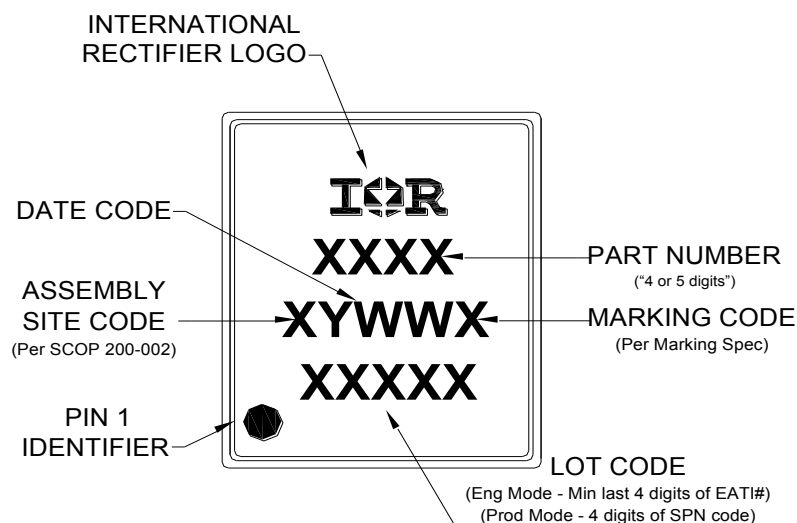 INTERNATIONAL
RECTIFIER LOGO
IOR
DATE CODE
XXXX
PART NUMBER
(“4 or 5 digits”)
ASSEMBLY
SITE CODE
(Per SCOP 200-002)
XYWWX
MARKING CODE
(Per Marking Spec)
XXXXX
PIN 1
IDENTIFIER
LOT CODE
(Eng Mode - Min last 4 digits of EATI#)
(Prod Mode - 4 digits of SPN code)